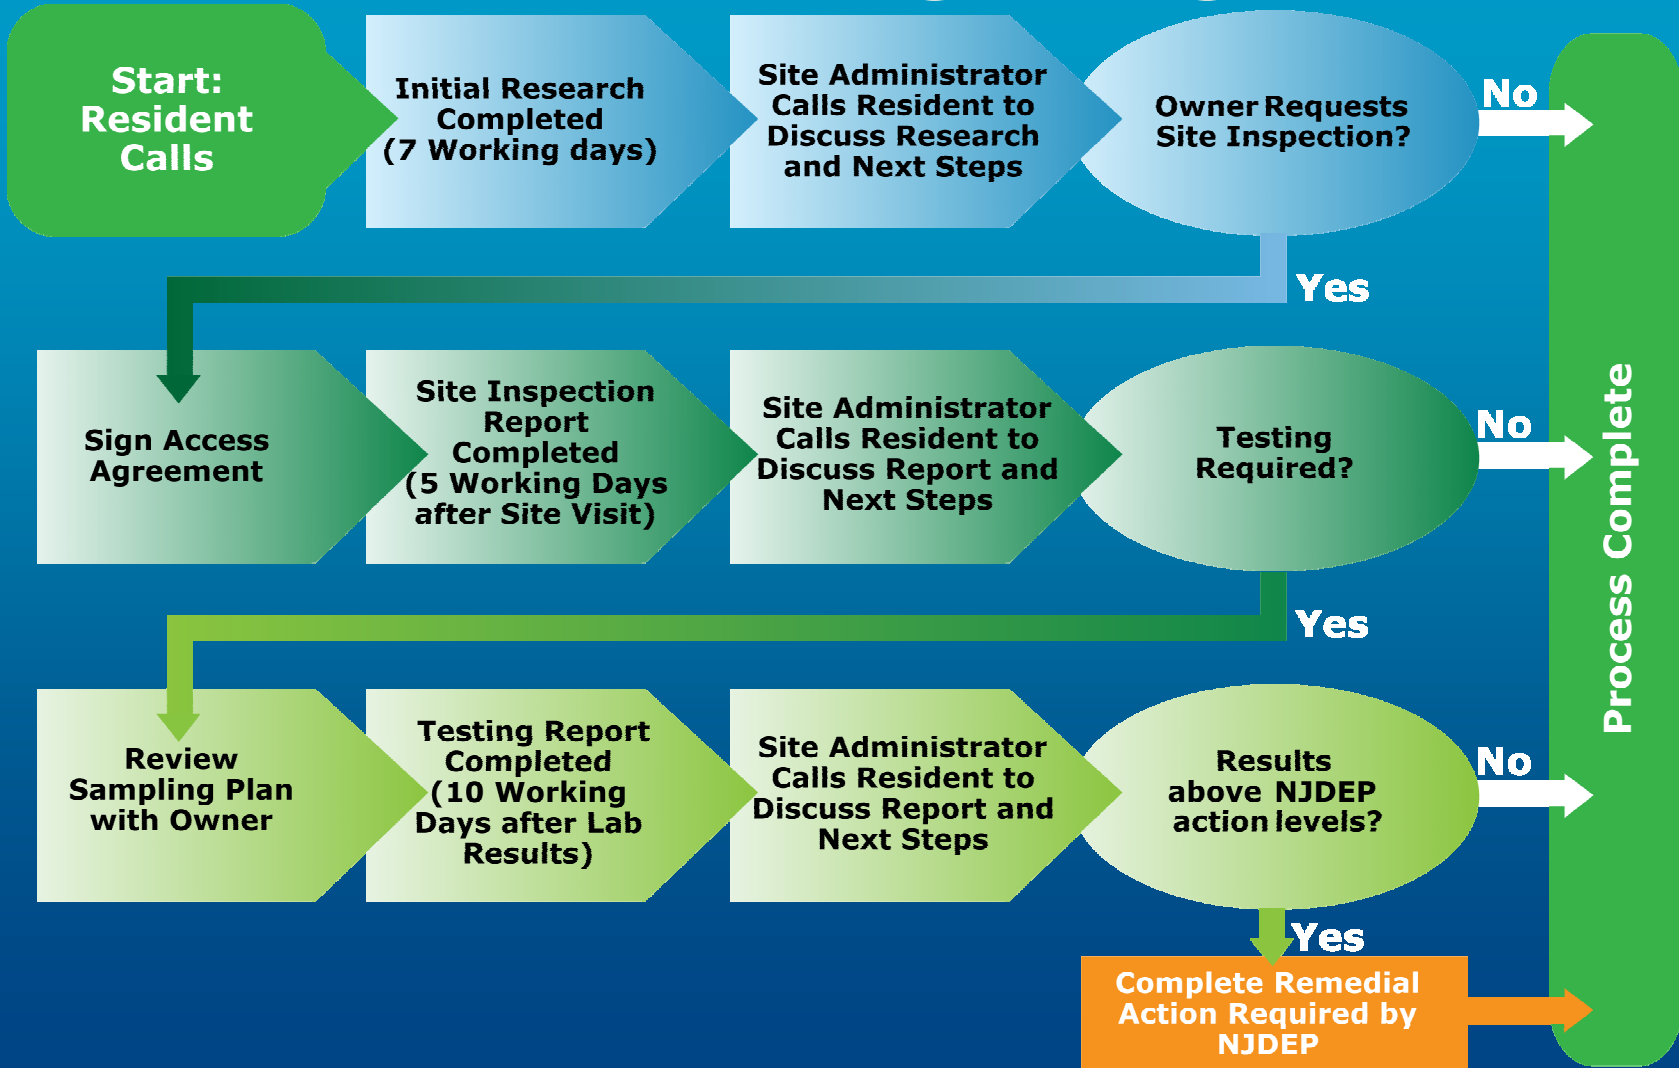 Start:
Resident
Calls
Initial Research
Completed
(7 Working days)
Site Administrator
Calls Resident to
Discuss Research
and Next Steps
Owner Requests
Site Inspection?
No
Yes
Sign Access
Agreement
Site Inspection
Report
Completed
(5 Working Days
after Site Visit)
Site Administrator
Calls Resident to
Discuss Report and
Next Steps
Testing
Required?
No
Yes
Review
Sampling Plan
with Owner
Testing Report
Completed
(10 Working
Days after Lab
Results)
Site Administrator
Calls Resident to
Discuss Report and
Next Steps
Results
above NJDEP
action levels?
No
Yes
Complete Remedial
Action Required by
NJDEP
Process Complete